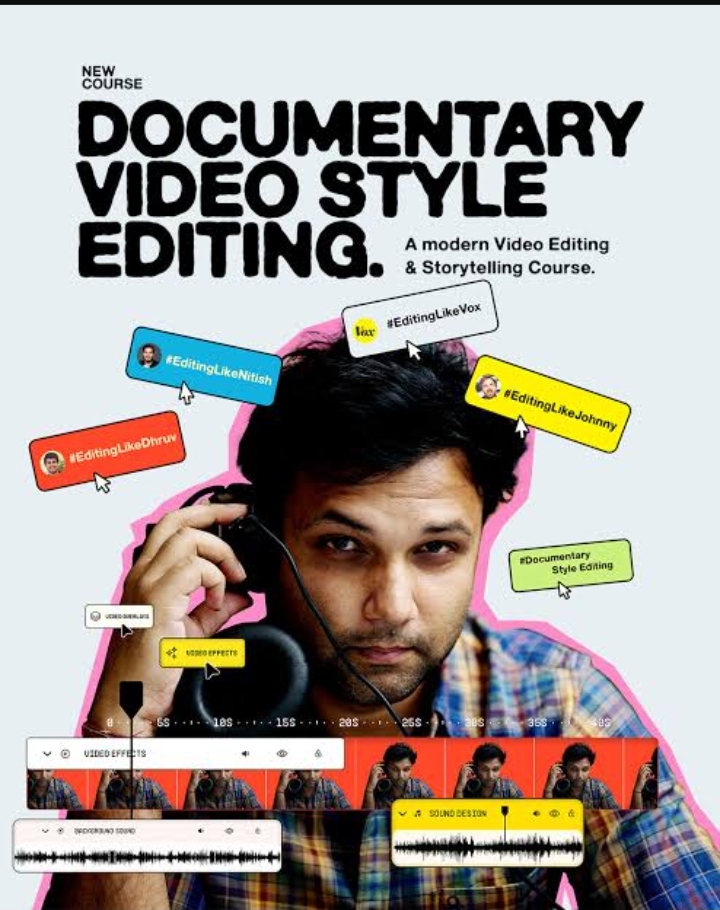 NEW
COURSE
DOCUMENTARY
VIDEO STYLE
EDITING.
A modern Video Editing
& Storytelling Course.
Vox
#EditingLikeVox
#EditingLikeNitish
#EditingLikeJohnny
#EditingLikeDhruv
#Documentary
Style Editing
VIDEO OVERLAYS
VIDEO EFFECTS
0 5S 10S 15S 20S 25S 30S 35S 40S
VIDEO EFFECTS
SOUND DESIGN
BACKGROUND SOUND